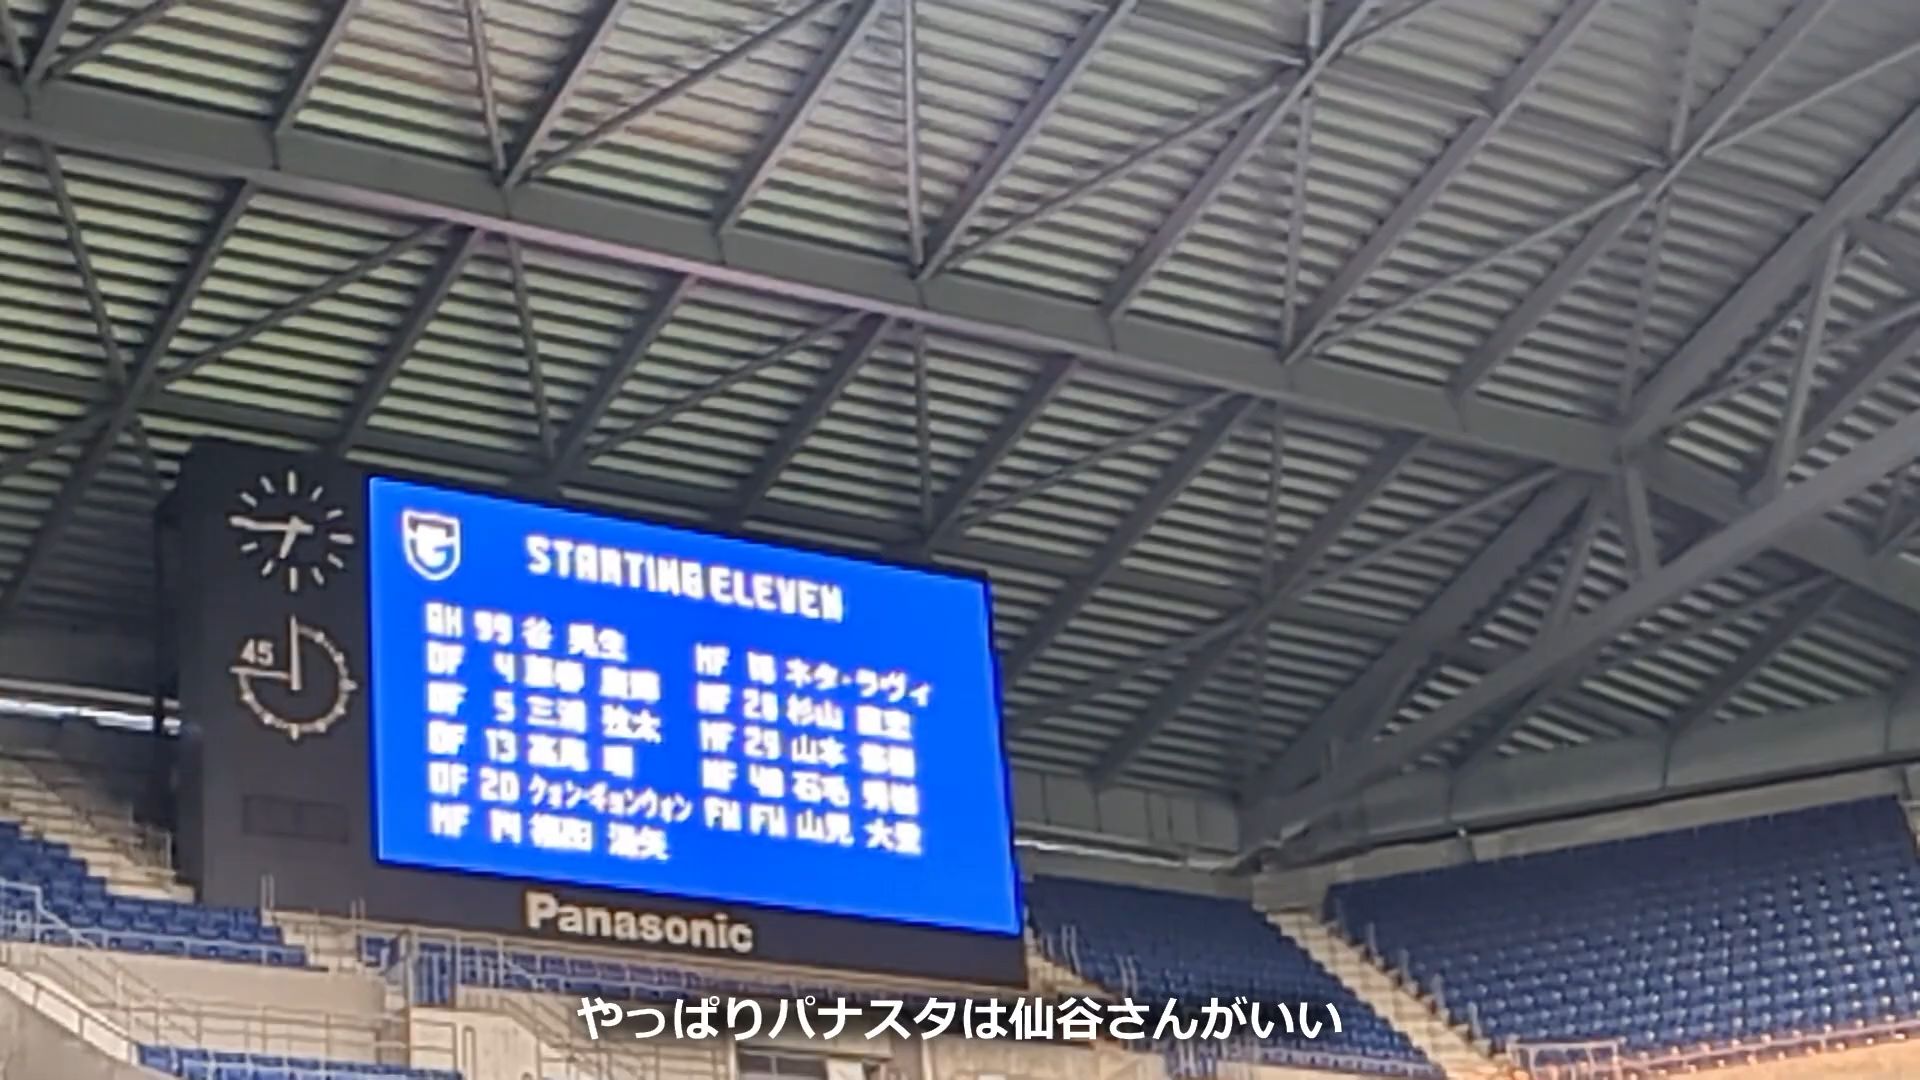 STARTING ELEVEN
GK 99 谷 晃生
DF 4 藤春 廣輝
DF 5 三浦 弦太
DF 13 髙尾 瑠
DF 20 クォン・ギョンウォン
MF 14 福田 湧矢
MF ネタ・ラヴィ
MF 杉山 直宏
MF 29 山本 悠樹
MF 石毛 秀樹
FW 山見 大登
45
Panasonic
やっぱりパナスタは仙谷さんがいい